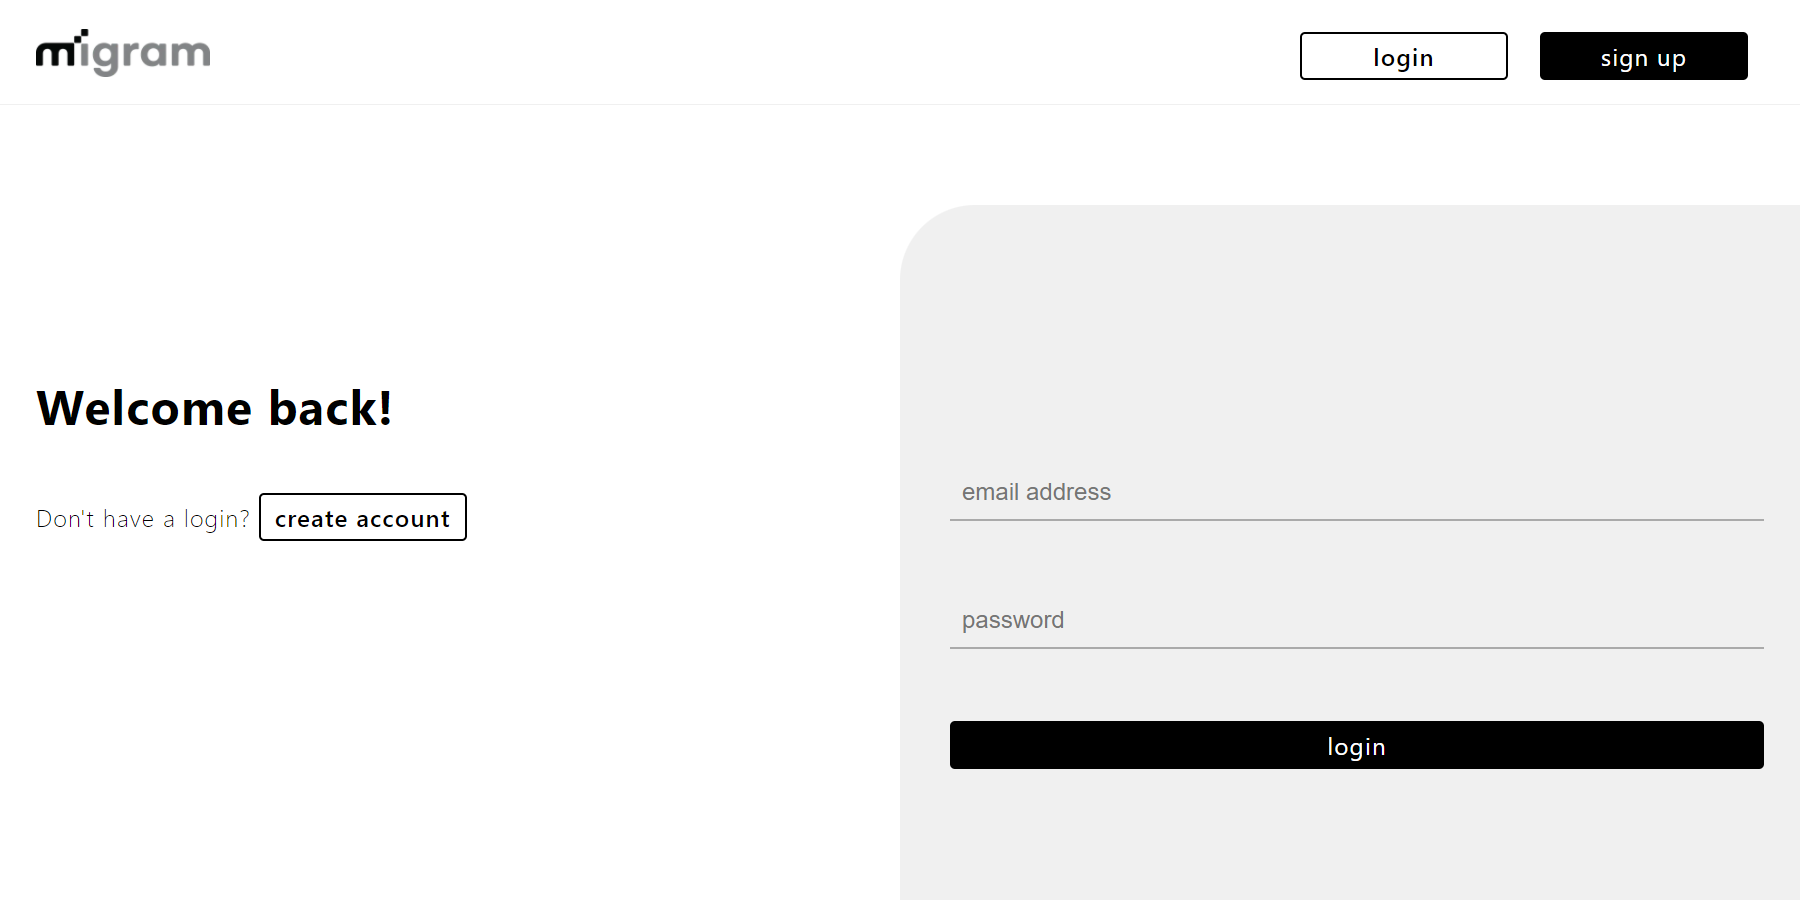 migram
login
sign up
Welcome back!
Don't have a login? create account
email address
password
login